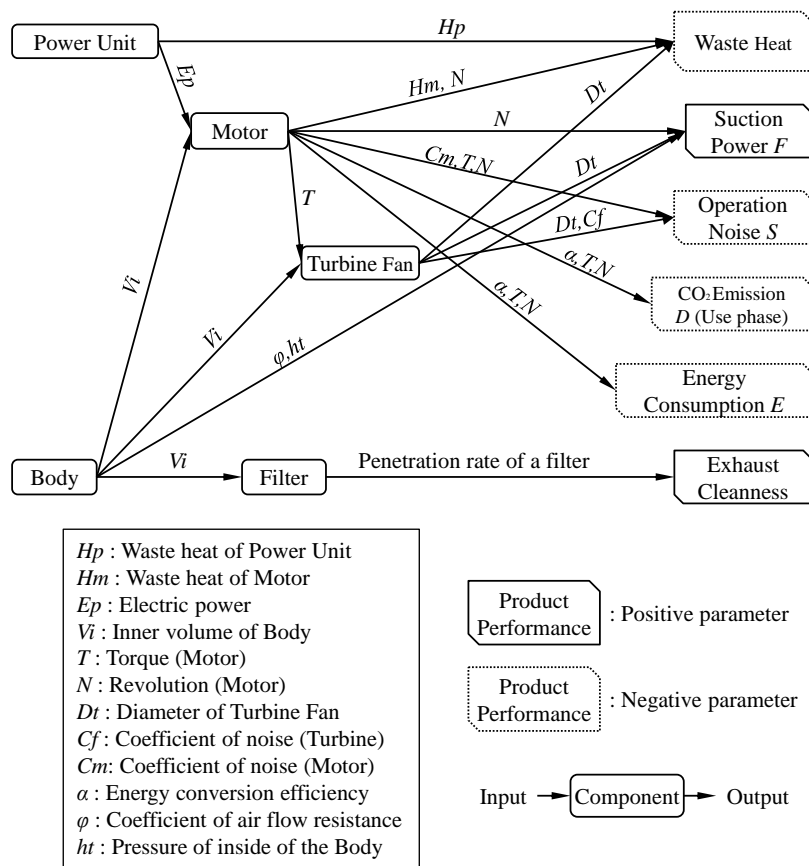 Power Unit
Hp
Waste Heat
Ep
Hm, N
Dt
Motor
N
Suction
Power F
Cm,T,N
Dt
T
Dt,Cf
Operation
Noise S
Turbine Fan
α,T,N
CO₂Emission
D (Use phase)
Vi
Vi
α,T,N
φ,ht
Energy
Consumption E
Body
Vi
Filter
Penetration rate of a filter
Exhaust
Cleanness
Hp : Waste heat of Power Unit
Hm : Waste heat of Motor
Ep : Electric power
Vi : Inner volume of Body
T : Torque (Motor)
N : Revolution (Motor)
Dt : Diameter of Turbine Fan
Cf : Coefficient of noise (Turbine)
Cm: Coefficient of noise (Motor)
α : Energy conversion efficiency
φ : Coefficient of air flow resistance
ht : Pressure of inside of the Body
Product
Performance
: Positive parameter
Product
Performance
: Negative parameter
Input
Component
Output